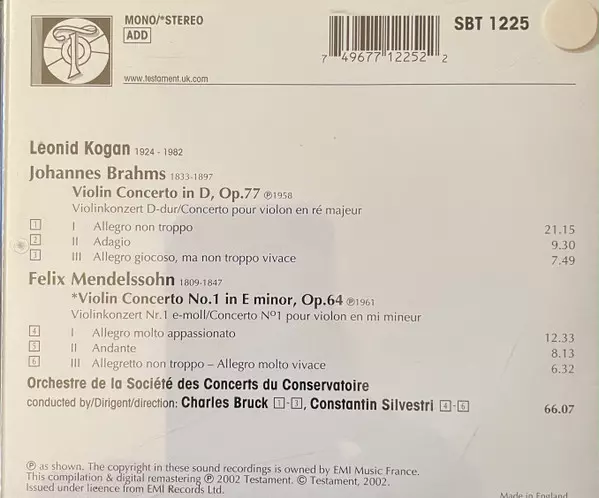 MONO/*STEREO
ADD
SBT 1225
7 49677 12252 2
www.testament.uk.com
Leonid Kogan 1924 - 1982
Johannes Brahms 1833-1897
Violin Concerto in D, Op.77 ℗1958
Violinkonzert D-dur/Concerto pour violon en ré majeur
1 I Allegro non troppo 21.15
2 II Adagio 9.30
3 III Allegro giocoso, ma non troppo vivace 7.49
Felix Mendelssohn 1809-1847
*Violin Concerto No.1 in E minor, Op.64 ℗1961
Violinkonzert Nr.1 e-moll/Concerto Nº1 pour violon en mi mineur
4 I Allegro molto appassionato 12.33
5 II Andante 8.13
6 III Allegretto non troppo – Allegro molto vivace 6.32
Orchestre de la Société des Concerts du Conservatoire
conducted by/Dirigent/direction: Charles Bruck 1-3, Constantin Silvestri 4-6 66.07
℗ as shown. The copyright in these sound recordings is owned by EMI Music France.
This compilation & digital remastering ℗ 2002 Testament. © Testament, 2002.
Issued under licence from EMI Records Ltd.
Made in England